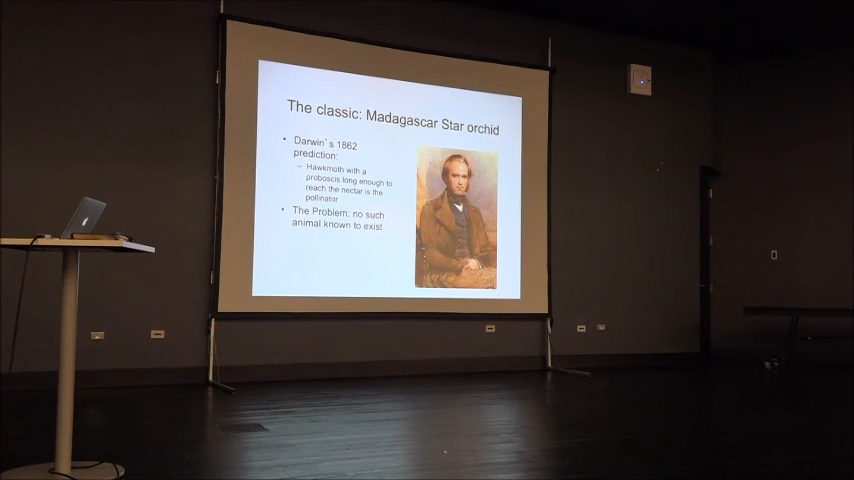 The classic: Madagascar Star orchid
• Darwin's 1862
prediction:
– Hawkmoth with a
proboscis long enough to
reach the nectar is the
pollinator
• The Problem: no such
animal known to exist